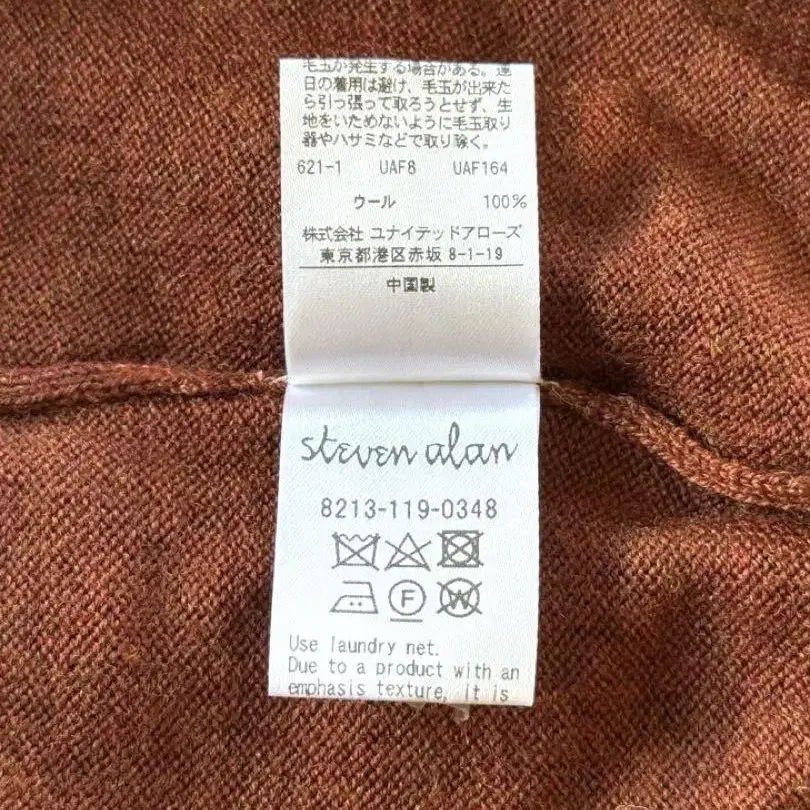 毛玉が発生する場合がある。連
日の着用は避け、毛玉が出来た
ら引っ張って取ろうとせず、生
地をいためないように毛玉取り
器やハサミなどで取り除く。
621-1 UAF8 UAF164
ウール 100%
株式会社 ユナイテッドアローズ
東京都港区赤坂 8-1-19
中国製
steven alan
8213-119-0348
F
W
Use laundry net.
Due to a product with an
emphasis texture, it is